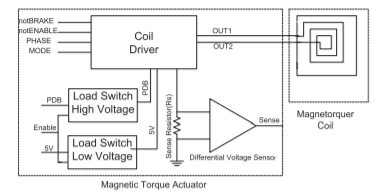 notBRAKE
notENABLE
PHASE
MODE
Coil
Driver
OUT1
OUT2
PDB
5V
PDB
Enable
5V
Load Switch
High Voltage
Load Switch
Low Voltage
Sense Resistor(Rs)
Sense
Differential Voltage Sensor
Magnetorquer
Coil
Magnetic Torque Actuator